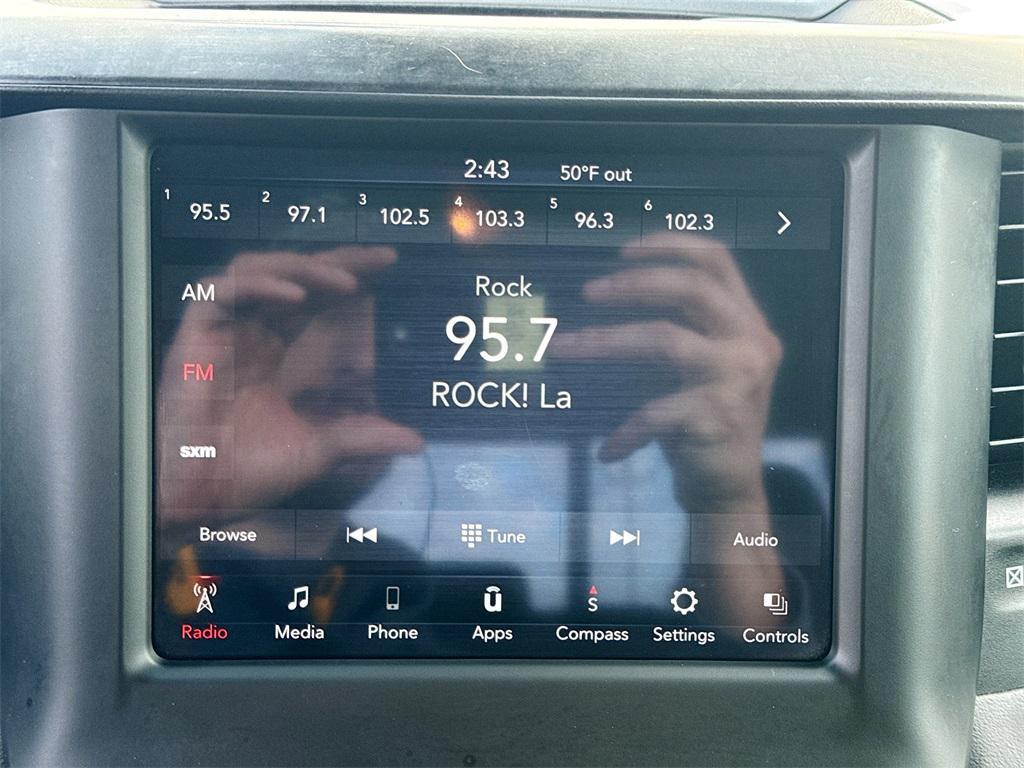 2:43 50°F out
1 95.5 2 97.1 3 102.5 4 103.3 5 96.3 6 102.3
Rock
AM
95.7
FM
ROCK! La
sxm
Browse Tune Audio
S
Radio Media Phone Apps Compass Settings Controls